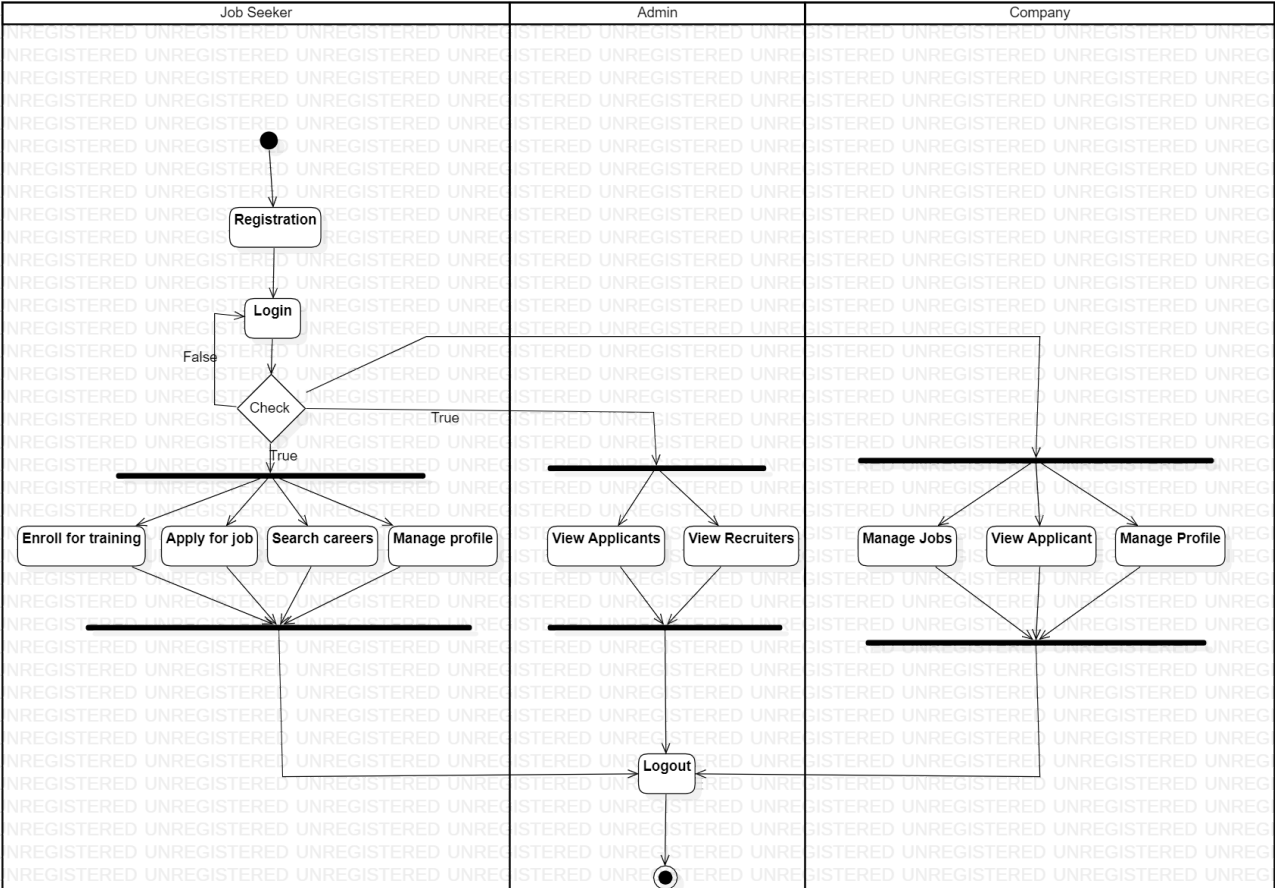 Job Seeker
Admin
Company
Registration
Login
False
Check
True
True
Enroll for training
Apply for job
Search careers
Manage profile
View Applicants
View Recruiters
Manage Jobs
View Applicant
Manage Profile
Logout
UNREGISTERED